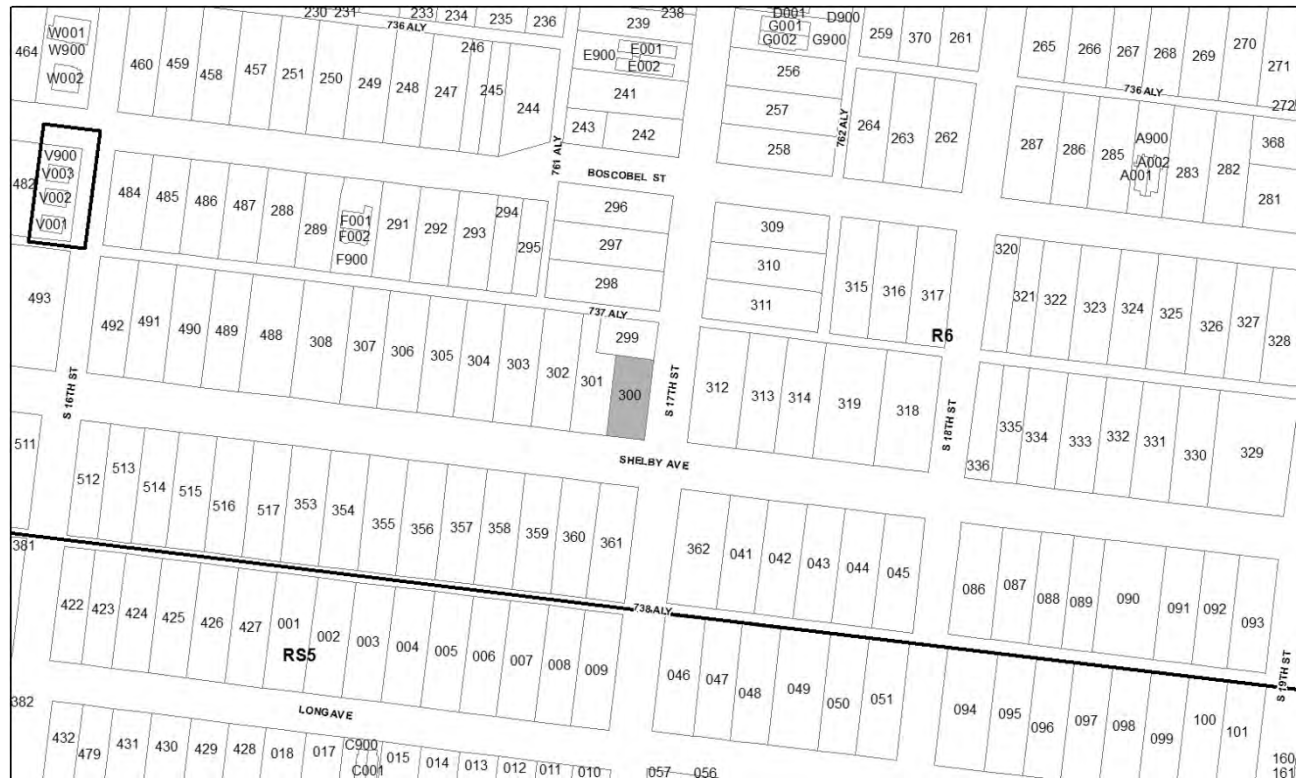 230 231 233 234 235 236 238 D001 D900
W001 464 W900 W002
736 ALY 239 G001 G002 G900 259 370 261 265 266 267 268 269 270 271
460 459 458 457 251 250 249 248 247 246 245 244
E900 E001 E002 241 256 257 258
243 242 761 ALY 762 ALY 264 263 262
736 ALY 272
287 286 285 A900 A002 A001 283 282 368 281
BOSCOBEL ST
482 V900 V003 V002 V001
484 485 486 487 288 289 F001 F002 F900 291 292 293 294 295
296 297 298
309 310 311 315 316 317
320 321 322 323 324 325 326 327 328
R6
737 ALY
493 492 491 490 489 488 308 307 306 305 304 303 302 301 299 300
S 16TH ST
S 17TH ST
312 313 314 319 318
S 18TH ST
336 335 334 333 332 331 330 329
SHELBY AVE
511 512 513 514 515 516 517 353 354 355 356 357 358 359 360 361
362 041 042 043 044 045
086 087 088 089 090 091 092 093
381
738 ALY
S 19TH ST
422 423 424 425 426 427 001 002 003 004 005 006 007 008 009
RS5
046 047 048 049 050 051
094 095 096 097 098 099 100 101
382
LONG AVE
432 479 431 430 429 428 018 017 C900 C001 015 014 013 012 011 010
057 056
160
161